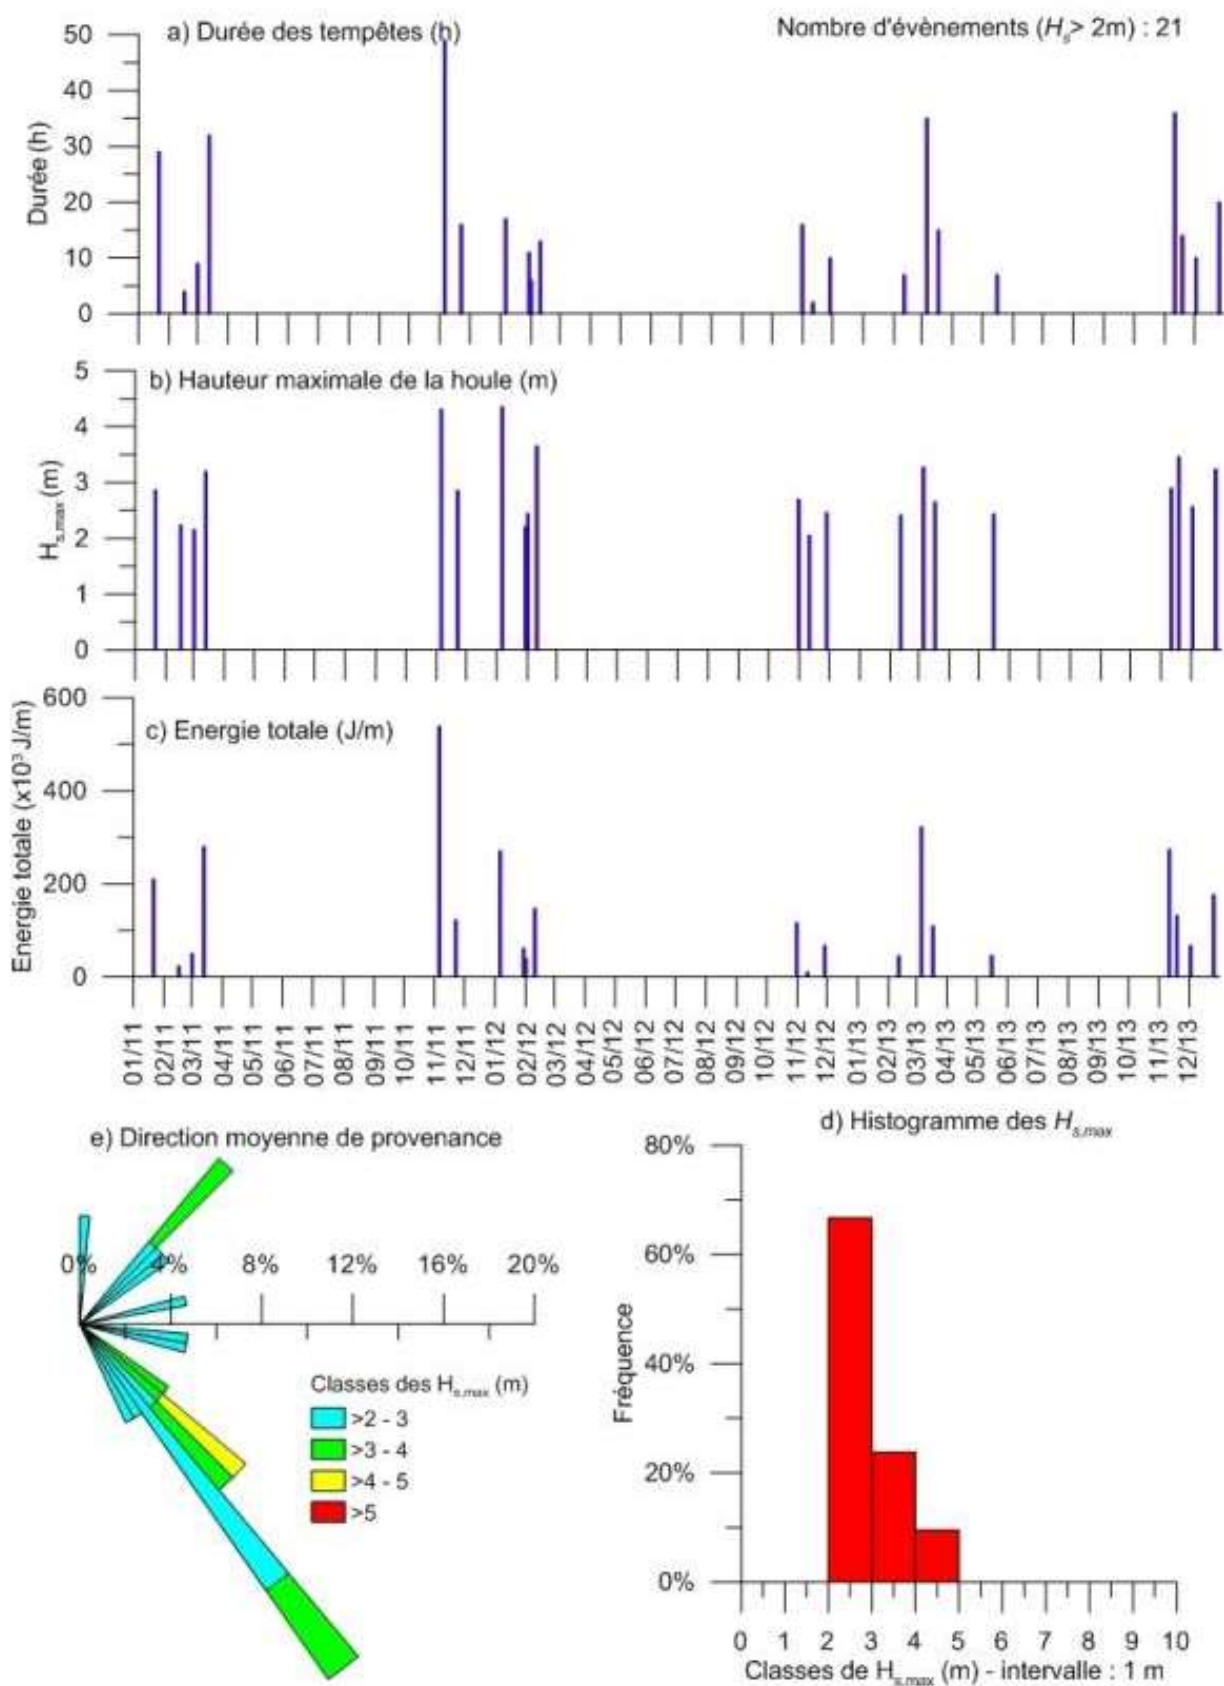 a) Durée des tempêtes (h)
Nombre d'évènements (Hs> 2m) : 21
50
40
30
20
10
0
Durée (h)
b) Hauteur maximale de la houle (m)
5
4
3
2
1
0
Hs,max (m)
c) Energie totale (J/m)
600
400
200
0
Energie totale (x10³ J/m)
01/11 02/11 03/11 04/11 05/11 06/11 07/11 08/11 09/11 10/11 11/11 12/11 01/12 02/12 03/12 04/12 05/12 06/12 07/12 08/12 09/12 10/12 11/12 12/12 01/13 02/13 03/13 04/13 05/13 06/13 07/13 08/13 09/13 10/13 11/13 12/13
e) Direction moyenne de provenance
0% 4% 8% 12% 16% 20%
Classes des Hs,max (m)
>2 - 3
>3 - 4
>4 - 5
>5
d) Histogramme des Hs,max
80%
60%
40%
20%
0%
Fréquence
0 1 2 3 4 5 6 7 8 9 10
Classes de Hs,max (m) - intervalle : 1 m